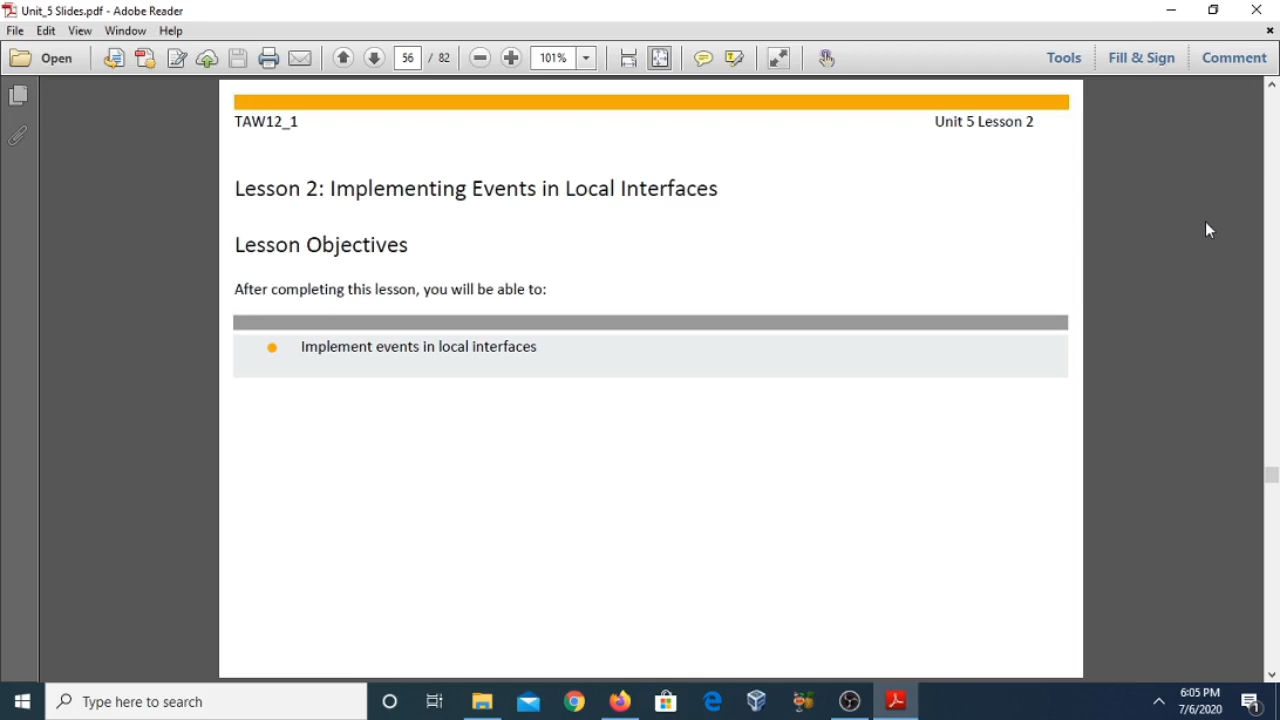 Unit_5 Slides.pdf - Adobe Reader
File Edit View Window Help
Open 56 / 82 101% Tools Fill & Sign Comment
TAW12_1 Unit 5 Lesson 2
Lesson 2: Implementing Events in Local Interfaces
Lesson Objectives
After completing this lesson, you will be able to:
Implement events in local interfaces
Type here to search
6:05 PM
7/6/2020
1